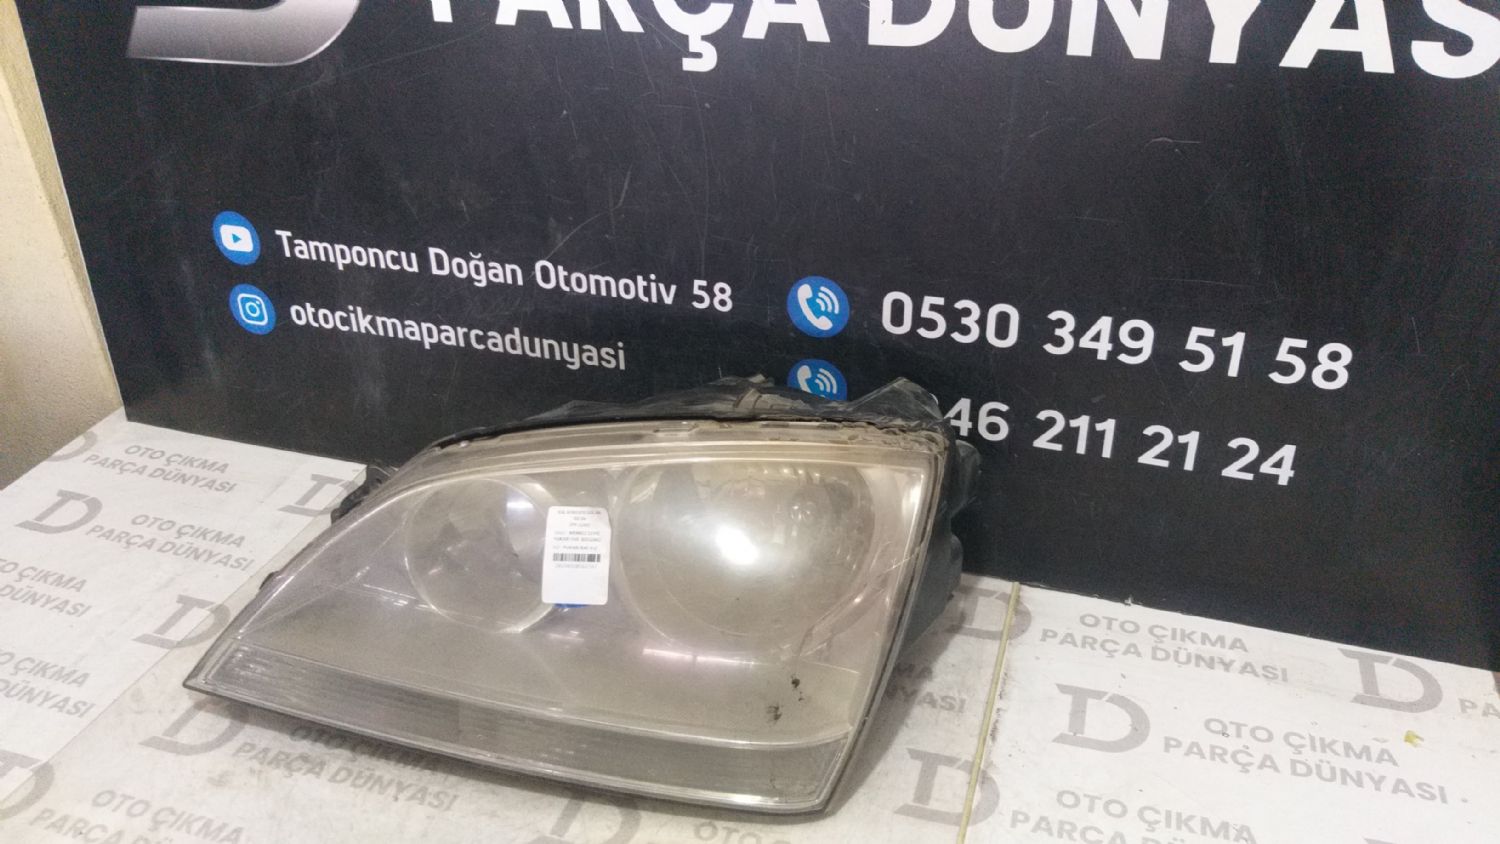 PARÇA DÜNYAS
Tamponcu Doğan Otomotiv 58
otocikmaparcadunyasi
0530 349 51 58
46 211 21 24
OTO ÇIKMA
PARÇA DÜNYASI
OTO ÇIKMA
PARÇA DÜNYASI
OTO ÇIKMA
PARÇA DÜNYASI
OTO ÇIKMA
PARÇA DÜNYASI
OTO ÇIKMA
PARÇA DÜNYASI
OTO ÇIKMA
PARÇA DÜNYASI
OTO ÇIKMA
PARÇA DÜNYASI
OTO ÇIKMA
PARÇA DÜNYASI